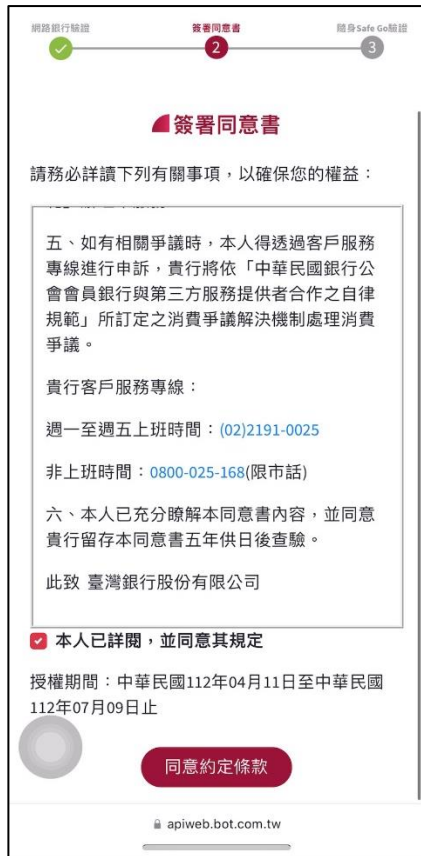 網路銀行驗證
簽署同意書
隨身Safe Go驗證
2
3
簽署同意書
請務必詳讀下列有關事項，以確保您的權益：
五、如有相關爭議時，本人得透過客戶服務
專線進行申訴，貴行將依「中華民國銀行公
會會員銀行與第三方服務提供者合作之自律
規範」所訂定之消費爭議解決機制處理消費
爭議。
貴行客戶服務專線：
週一至週五上班時間：(02)2191-0025
非上班時間：0800-025-168(限市話)
六、本人已充分瞭解本同意書內容，並同意
貴行留存本同意書五年供日後查驗。
此致 臺灣銀行股份有限公司
本人已詳閱，並同意其規定
授權期間：中華民國112年04月11日至中華民國
112年07月09日止
同意約定條款
apiweb.bot.com.tw